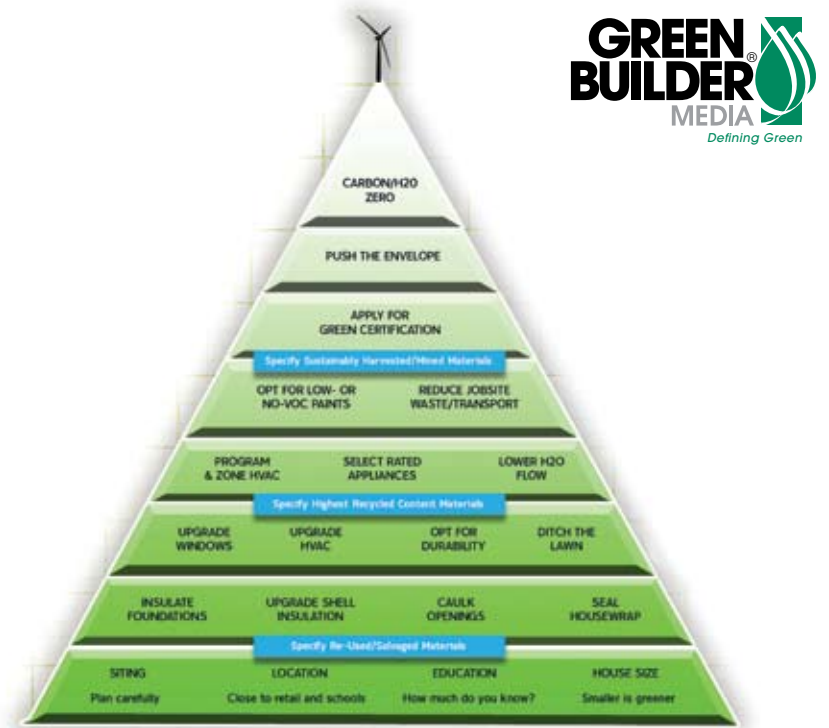 GREEN
BUILDER®
MEDIA
Defining Green
CARBON/H20
ZERO
PUSH THE ENVELOPE
APPLY FOR
GREEN CERTIFICATION
Specify Sustainably Harvested/Mined Materials
OPT FOR LOW- OR
NO-VOC PAINTS
REDUCE JOBSITE
WASTE/TRANSPORT
PROGRAM
& ZONE HVAC
SELECT RATED
APPLIANCES
LOWER H2O
FLOW
Specify Highest Recycled Content Materials
UPGRADE
WINDOWS
UPGRADE
HVAC
OPT FOR
DURABILITY
DITCH THE
LAWN
INSULATE
FOUNDATIONS
UPGRADE SHELL
INSULATION
CAULK
OPENINGS
SEAL
HOUSEWRAP
Specify Re-Used/Salvaged Materials
SITING
Plan carefully
LOCATION
Close to retail and schools
EDUCATION
How much do you know?
HOUSE SIZE
Smaller is greener